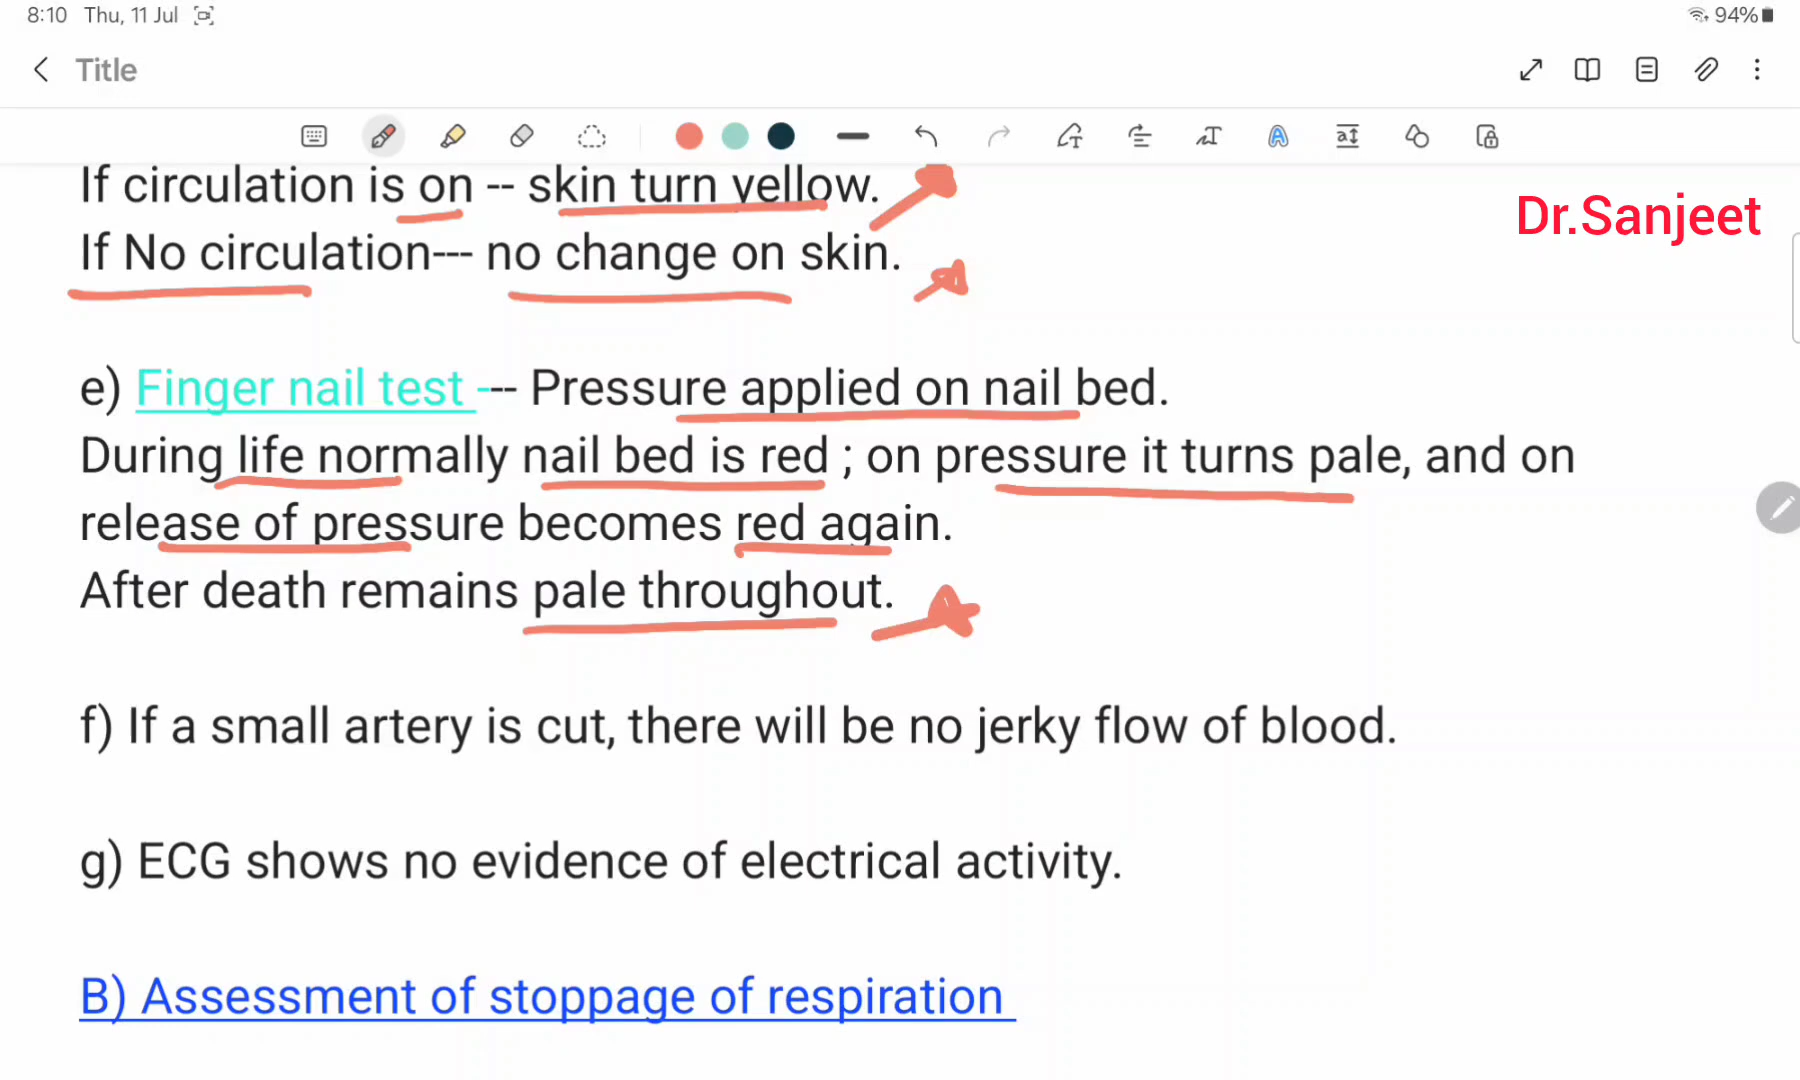 8:10 Thu, 11 Jul 94%
Title
If circulation is on -- skin turn yellow.
Dr.Sanjeet
If No circulation--- no change on skin.
e) Finger nail test --- Pressure applied on nail bed.
During life normally nail bed is red ; on pressure it turns pale, and on
release of pressure becomes red again.
After death remains pale throughout.
f) If a small artery is cut, there will be no jerky flow of blood.
g) ECG shows no evidence of electrical activity.
B) Assessment of stoppage of respiration